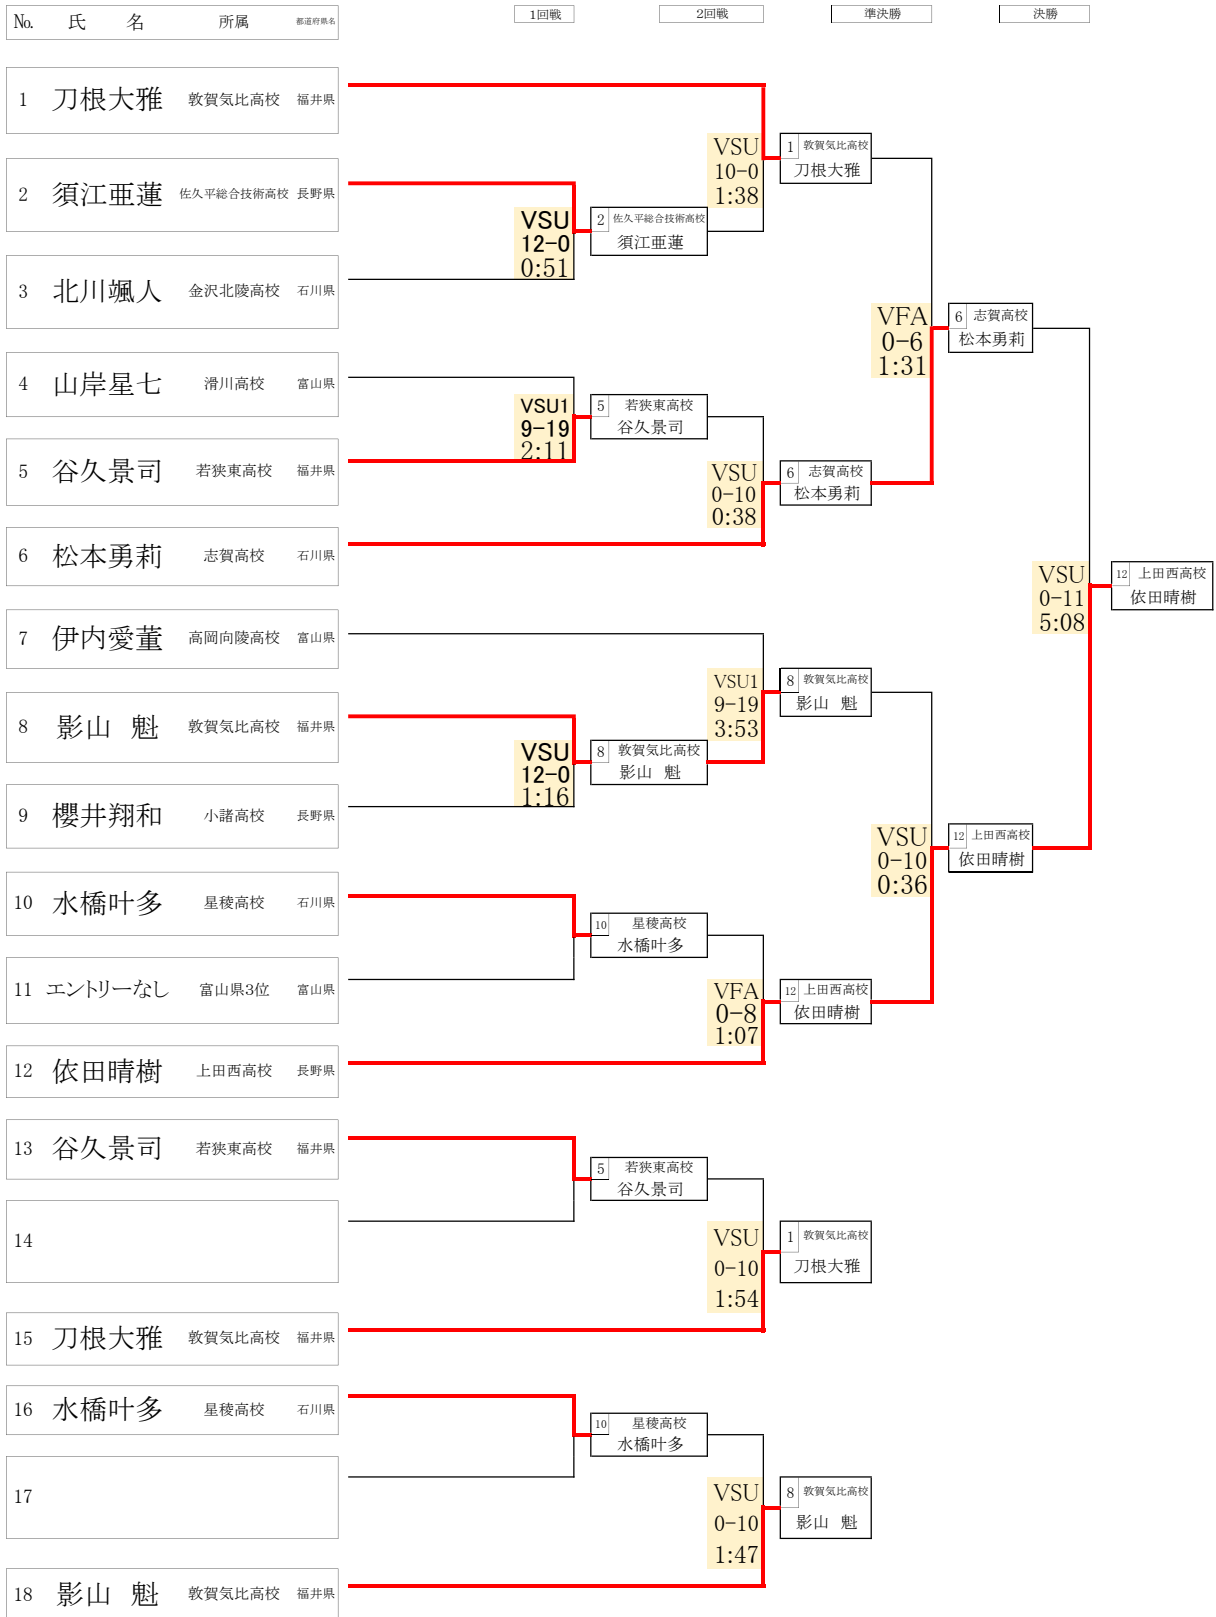 No. 氏 名 所属 都道府県名 1回戦 2回戦 準決勝 決勝
1 刀根大雅 敦賀気比高校 福井県
VSU
10-0
1:38
1 敦賀気比高校
刀根大雅
2 須江亜蓮 佐久平総合技術高校 長野県
VSU
12-0
0:51
2 佐久平総合技術高校
須江亜蓮
3 北川颯人 金沢北陵高校 石川県
VFA
0-6
1:31
6 志賀高校
松本勇莉
4 山岸星七 滑川高校 富山県
VSU1
9-19
2:11
5 若狭東高校
谷久景司
5 谷久景司 若狭東高校 福井県
VSU
0-10
0:38
6 志賀高校
松本勇莉
6 松本勇莉 志賀高校 石川県
VSU
0-11
5:08
12 上田西高校
依田晴樹
7 伊内愛菫 高岡向陵高校 富山県
VSU1
9-19
3:53
8 敦賀気比高校
影山 魁
8 影山 魁 敦賀気比高校 福井県
VSU
12-0
1:16
8 敦賀気比高校
影山 魁
9 櫻井翔和 小諸高校 長野県
VSU
0-10
0:36
12 上田西高校
依田晴樹
10 水橋叶多 星稜高校 石川県
10 星稜高校
水橋叶多
11 エントリーなし 富山県3位 富山県
VFA
0-8
1:07
12 上田西高校
依田晴樹
12 依田晴樹 上田西高校 長野県
13 谷久景司 若狭東高校 福井県
5 若狭東高校
谷久景司
14
VSU
0-10
1:54
1 敦賀気比高校
刀根大雅
15 刀根大雅 敦賀気比高校 福井県
16 水橋叶多 星稜高校 石川県
10 星稜高校
水橋叶多
17
VSU
0-10
1:47
8 敦賀気比高校
影山 魁
18 影山 魁 敦賀気比高校 福井県